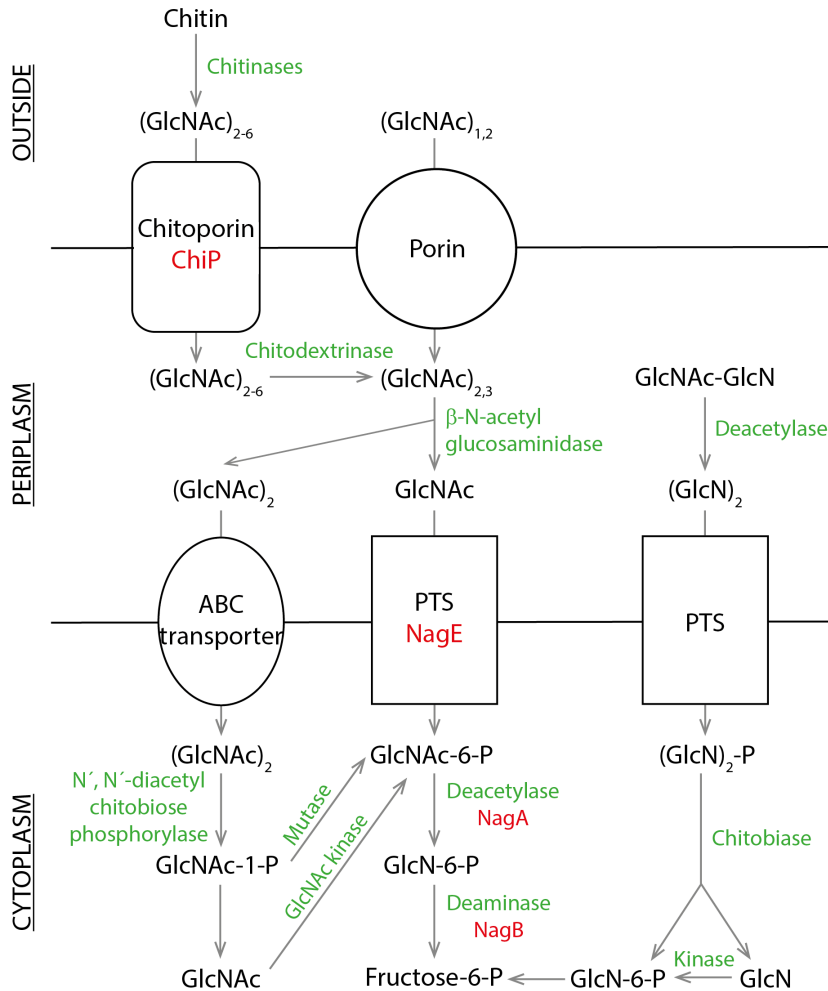 Chitin
Chitinases
OUTSIDE
(GlcNAc)2-6
(GlcNAc)1,2
Chitoporin
ChiP
Porin
Chitodextrinase
(GlcNAc)2-6
(GlcNAc)2,3
GlcNAc-GlcN
PERIPLASM
β-N-acetyl
glucosaminidase
Deacetylase
(GlcNAc)2
GlcNAc
(GlcN)2
ABC
transporter
PTS
NagE
PTS
(GlcNAc)2
GlcNAc-6-P
(GlcN)2-P
CYTOPLASM
N´, N´-diacetyl
chitobiose
phosphorylase
Mutase
GlcNAc kinase
Deacetylase
NagA
Chitobiase
GlcNAc-1-P
GlcN-6-P
Deaminase
NagB
Kinase
GlcNAc
Fructose-6-P
GlcN-6-P
GlcN